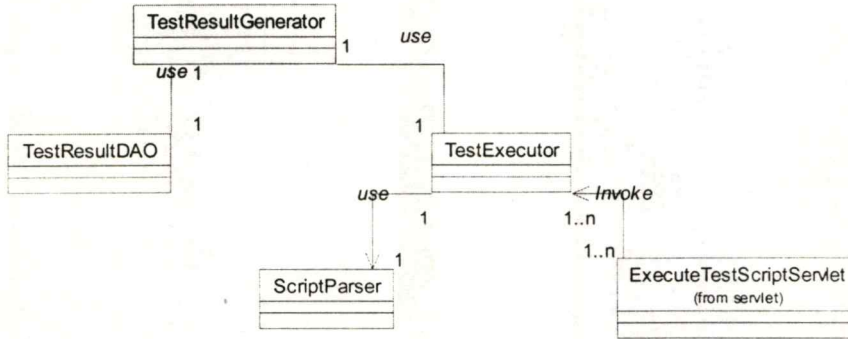 TestResultGenerator
1
use
use 1
1
1
TestResultDAO
TestExecutor
use
Invoke
1
1..n
1
1..n
ScriptParser
ExecuteTestScriptServlet
(from servlet)